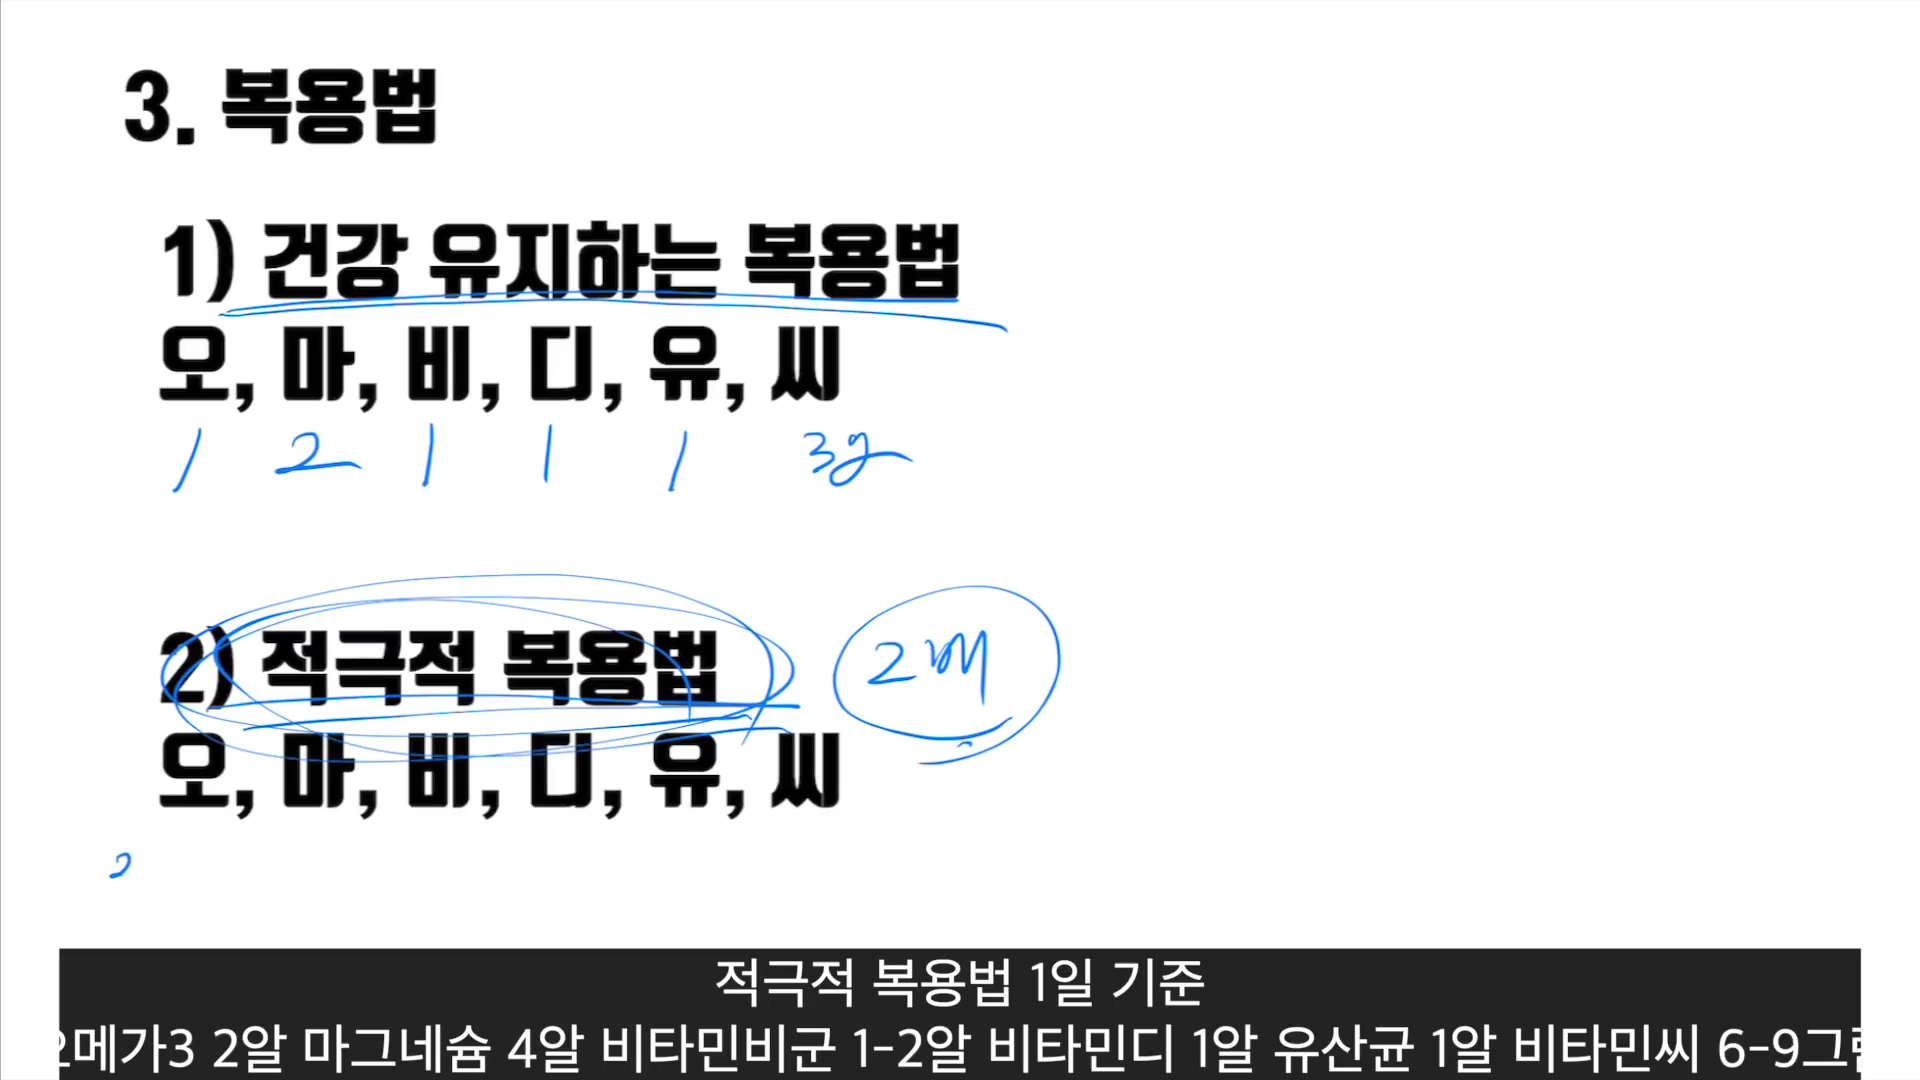 3. 복용법
1) 건강 유지하는 복용법
오, 마, 비, 디, 유, 씨
1 2 1 1 1 3g
2) 적극적 복용법 2배
오, 마, 비, 디, 유, 씨
2
적극적 복용법 1일 기준
오메가3 2알 마그네슘 4알 비타민비군 1-2알 비타민디 1알 유산균 1알 비타민씨 6-9그램